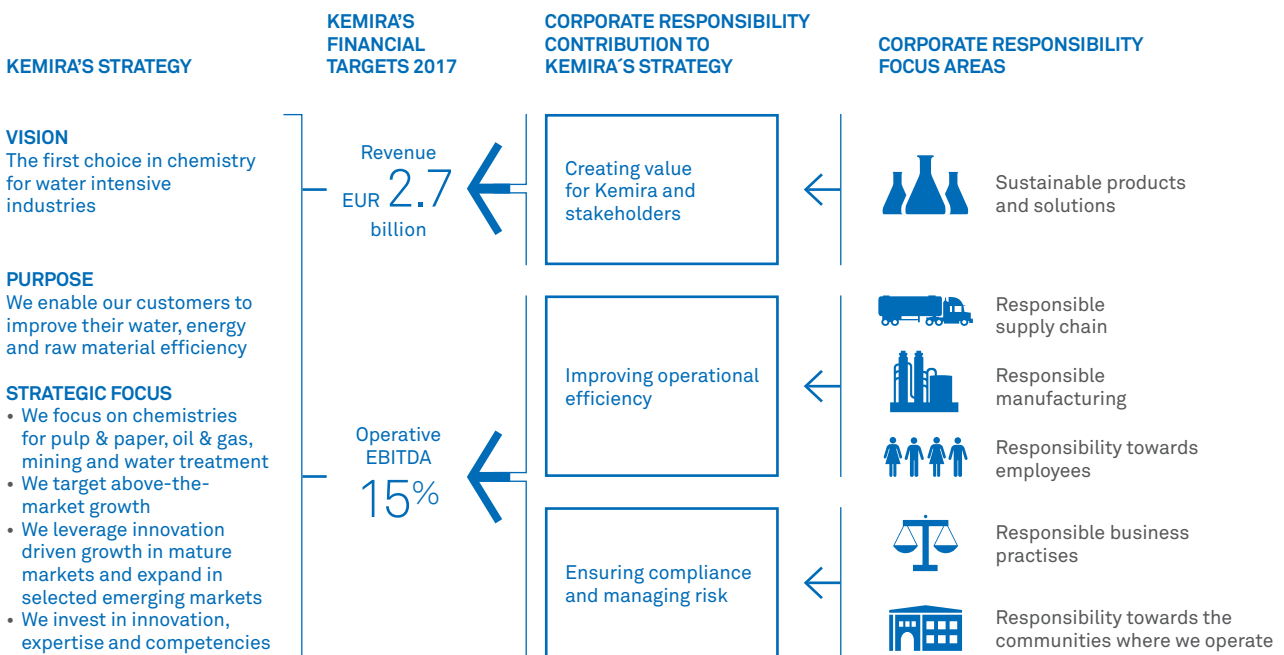 KEMIRA'S STRATEGY
VISION
The first choice in chemistry
for water intensive
industries
PURPOSE
We enable our customers to
improve their water, energy
and raw material efficiency
STRATEGIC FOCUS
• We focus on chemistries
for pulp & paper, oil & gas,
mining and water treatment
• We target above-the-
market growth
• We leverage innovation
driven growth in mature
markets and expand in
selected emerging markets
• We invest in innovation,
expertise and competencies
KEMIRA'S
FINANCIAL
TARGETS 2017
Revenue
EUR 2.7
billion
Operative
EBITDA
15%
CORPORATE RESPONSIBILITY
CONTRIBUTION TO
KEMIRA´S STRATEGY
Creating value
for Kemira and
stakeholders
Improving operational
efficiency
Ensuring compliance
and managing risk
CORPORATE RESPONSIBILITY
FOCUS AREAS
Sustainable products
and solutions
Responsible
supply chain
Responsible
manufacturing
Responsibility towards
employees
Responsible business
practises
Responsibility towards the
communities where we operate